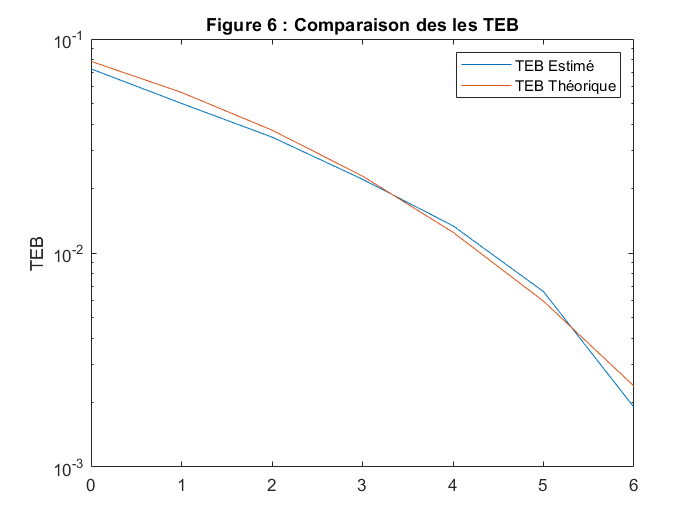 Figure 6 : Comparaison des les TEB
10^-1
TEB Estimé
TEB Théorique
10^-2
TEB
10^-3
0 1 2 3 4 5 6